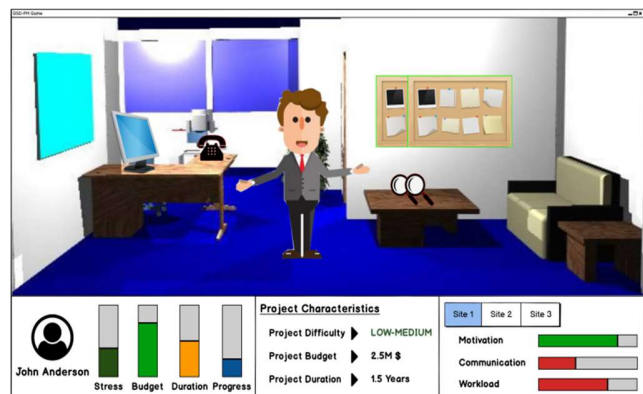 GSD-PM Game
John Anderson
Stress
Budget
Duration
Progress
Project Characteristics
Project Difficulty LOW-MEDIUM
Project Budget 2.5M $
Project Duration 1.5 Years
Site 1 Site 2 Site 3
Motivation
Communication
Workload